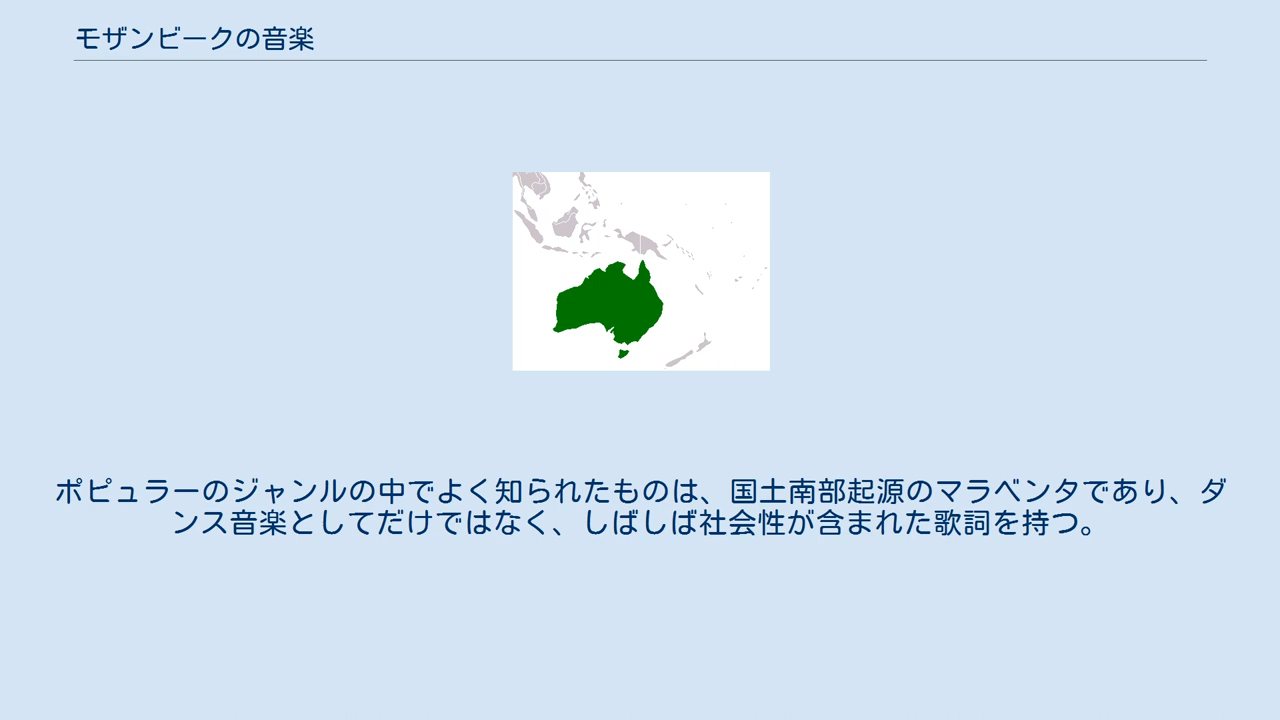 モザンビークの音楽
ポピュラーのジャンルの中でよく知られたものは、国土南部起源のマラベンタであり、ダ
ンス音楽としてだけではなく、しばしば社会性が含まれた歌詞を持つ。